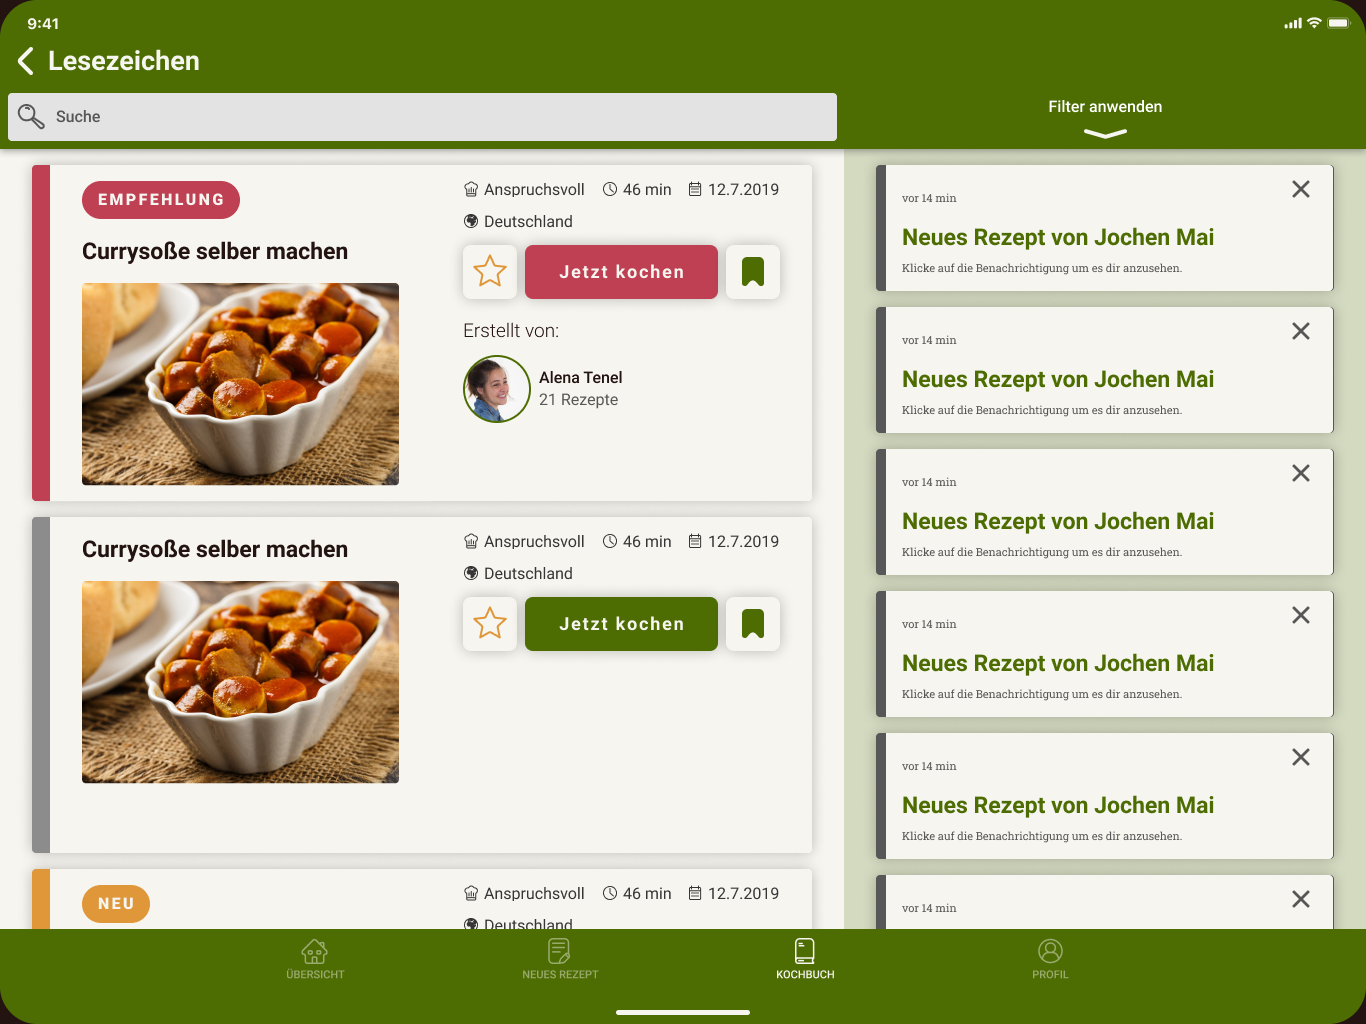 9:41
Lesezeichen
Suche
Filter anwenden
EMPFEHLUNG
Currysoße selber machen
Anspruchsvoll 46 min 12.7.2019
Deutschland
Jetzt kochen
Erstellt von:
Alena Tenel
21 Rezepte
Currysoße selber machen
Anspruchsvoll 46 min 12.7.2019
Deutschland
Jetzt kochen
NEU
Anspruchsvoll 46 min 12.7.2019
Deutschland
vor 14 min
Neues Rezept von Jochen Mai
Klicke auf die Benachrichtigung um es dir anzusehen.
vor 14 min
Neues Rezept von Jochen Mai
Klicke auf die Benachrichtigung um es dir anzusehen.
vor 14 min
Neues Rezept von Jochen Mai
Klicke auf die Benachrichtigung um es dir anzusehen.
vor 14 min
Neues Rezept von Jochen Mai
Klicke auf die Benachrichtigung um es dir anzusehen.
vor 14 min
Neues Rezept von Jochen Mai
Klicke auf die Benachrichtigung um es dir anzusehen.
vor 14 min
ÜBERSICHT
NEUES REZEPT
KOCHBUCH
PROFIL